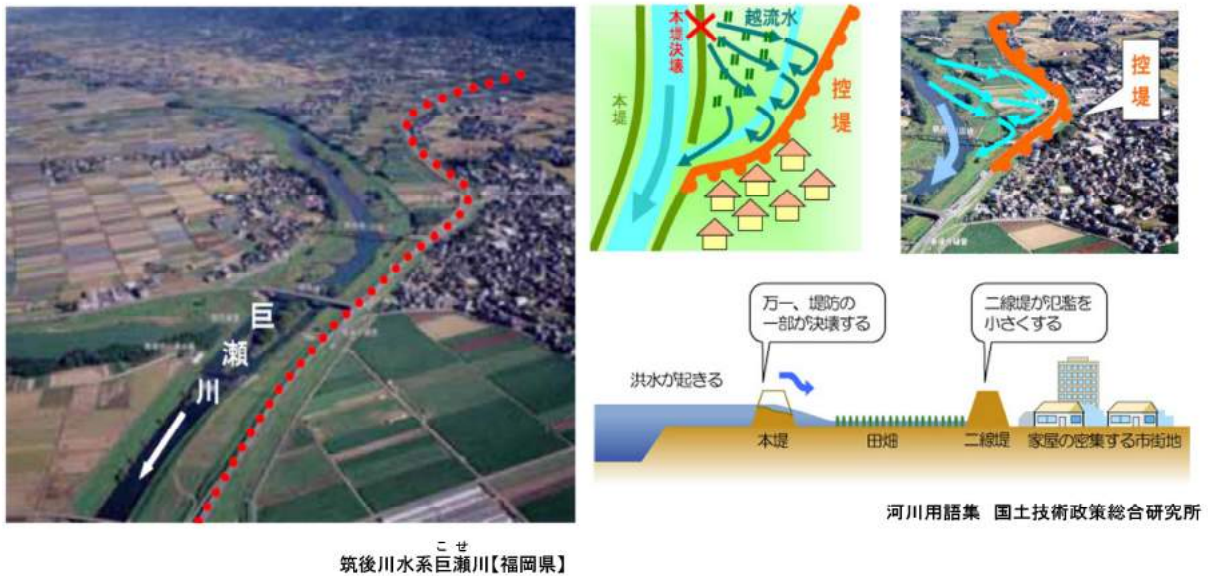 巨瀬川
こせ
筑後川水系巨瀬川【福岡県】
本堤決壊
越流水
本堤
控堤
控堤
万一、堤防の
一部が決壊する
二線堤が氾濫を
小さくする
洪水が起きる
本堤
田畑
二線堤
家屋の密集する市街地
河川用語集 国土技術政策総合研究所